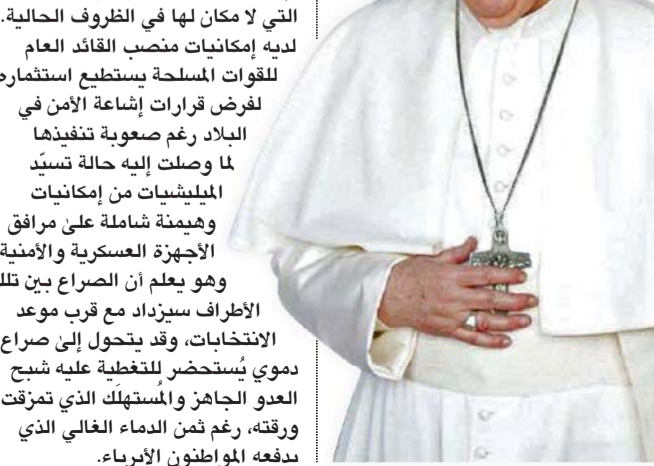 التي لا مكان لها في الظروف الحالية.
لديه إمكانيات منصب القائد العام
للقوات المسلحة يستطيع استثماره
لفرض قرارات إشاعة الأمن في
البلاد رغم صعوبة تنفيذها
لما وصلت إليه حالة تسيّد
الميليشيات من إمكانيات
وهيمنة شاملة على مرافق
الأجهزة العسكرية والأمنية
وهو يعلم أن الصراع بين تلك
الأطراف سيزداد مع قرب موعد
الانتخابات، وقد يتحول إلى صراع
دموي يُستحضر للتغطية عليه شبح
العدو الجاهز والمُستهلَك الذي تمزقت
ورقته، رغم ثمن الدماء الغالي الذي
يدفعه المواطنون الأبرياء.